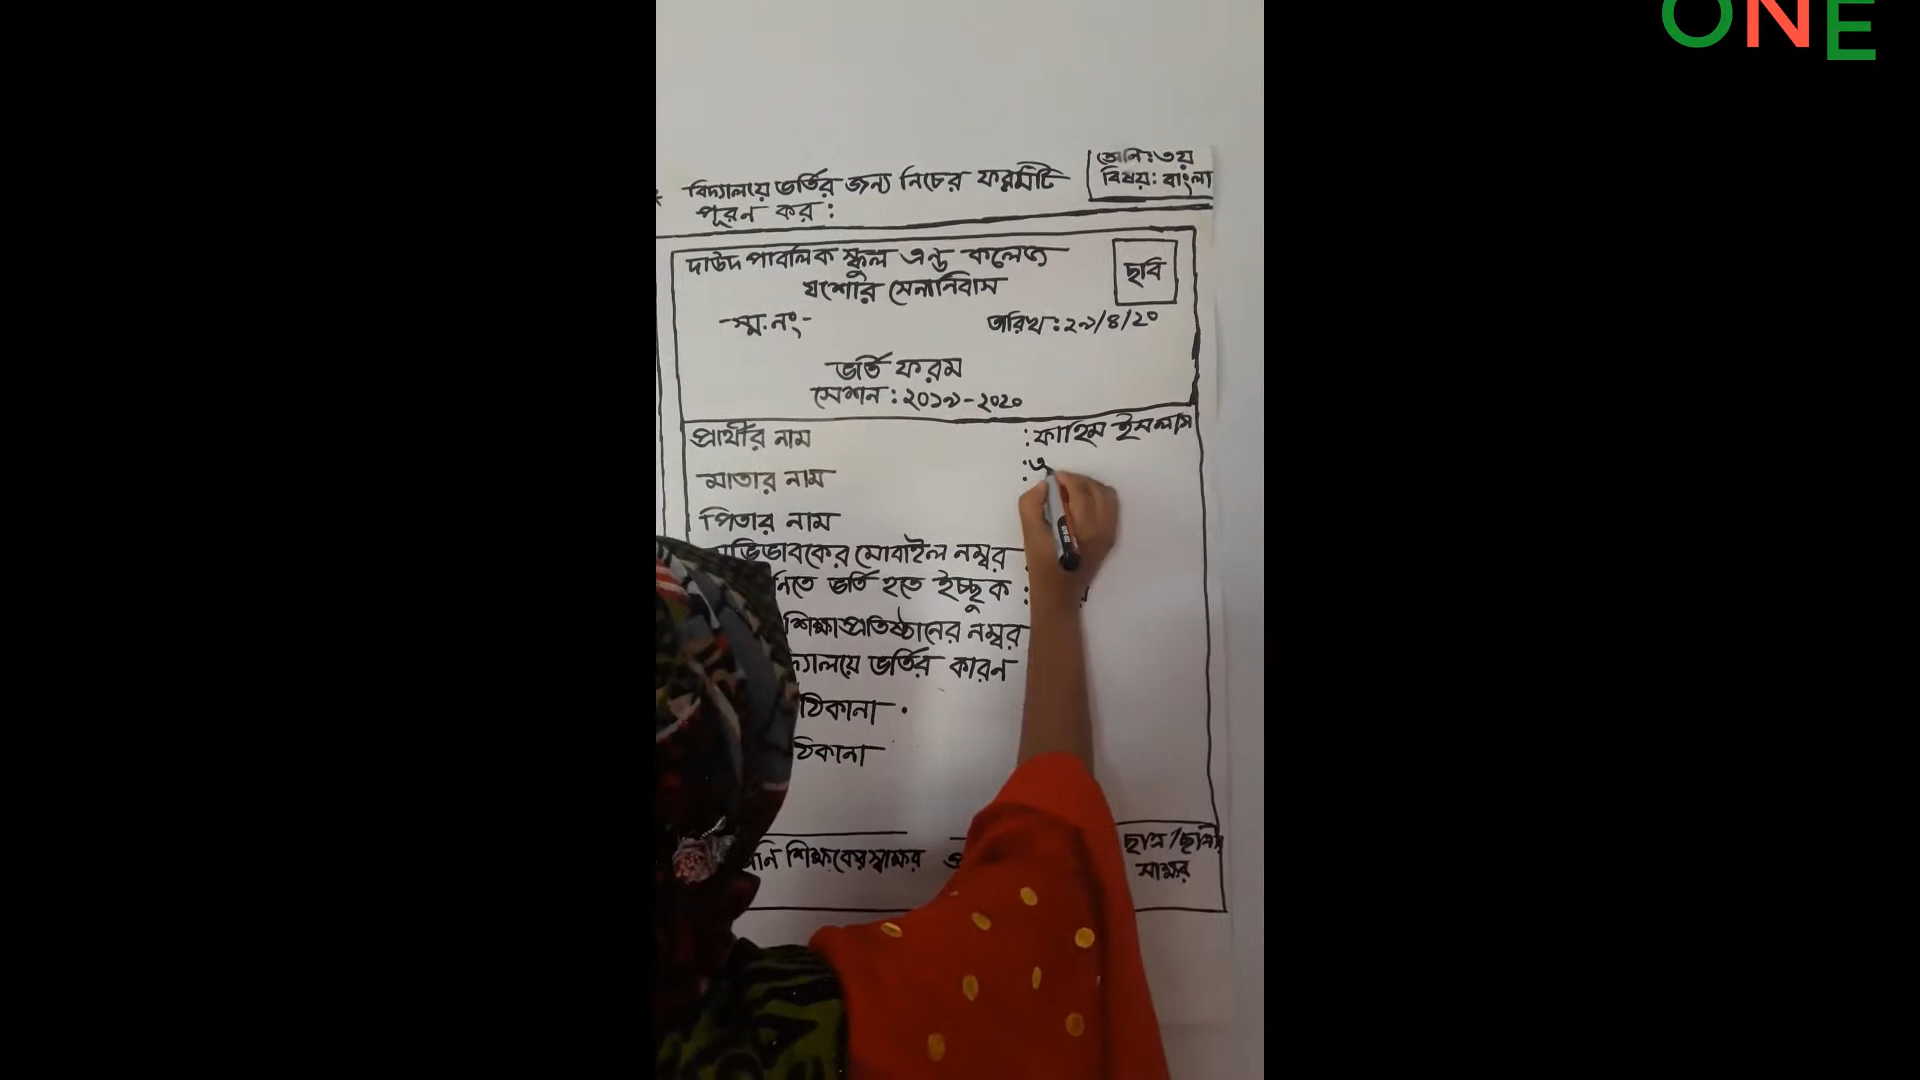 ONE
শ্রেনি: ৩য়
বিষয়: বাংলা
বিদ্যালয়ে ভর্তির জন্য নিচের ফরমটি
পূরন কর:
দাউদ পাবলিক স্কুল এন্ড কলেজ
যশোর সেনানিবাস
ছবি
স্ম.নং-
তারিখ: ২৯/৪/২০
ভর্তি ফরম
সেশন: ২০১৯-২০২০
প্রার্থীর নাম : ফাহিম ইসলাম
মাতার নাম :
পিতার নাম
অভিভাবকের মোবাইল নম্বর
ভর্তি হতে ইচ্ছুক :
শিক্ষাপ্রতিষ্ঠানের নম্বর
ভর্তির কারন
ঠিকানা
ঠিকানা
শিক্ষকের স্বাক্ষর
ছাত্র/ছাত্রীর
সাক্ষর